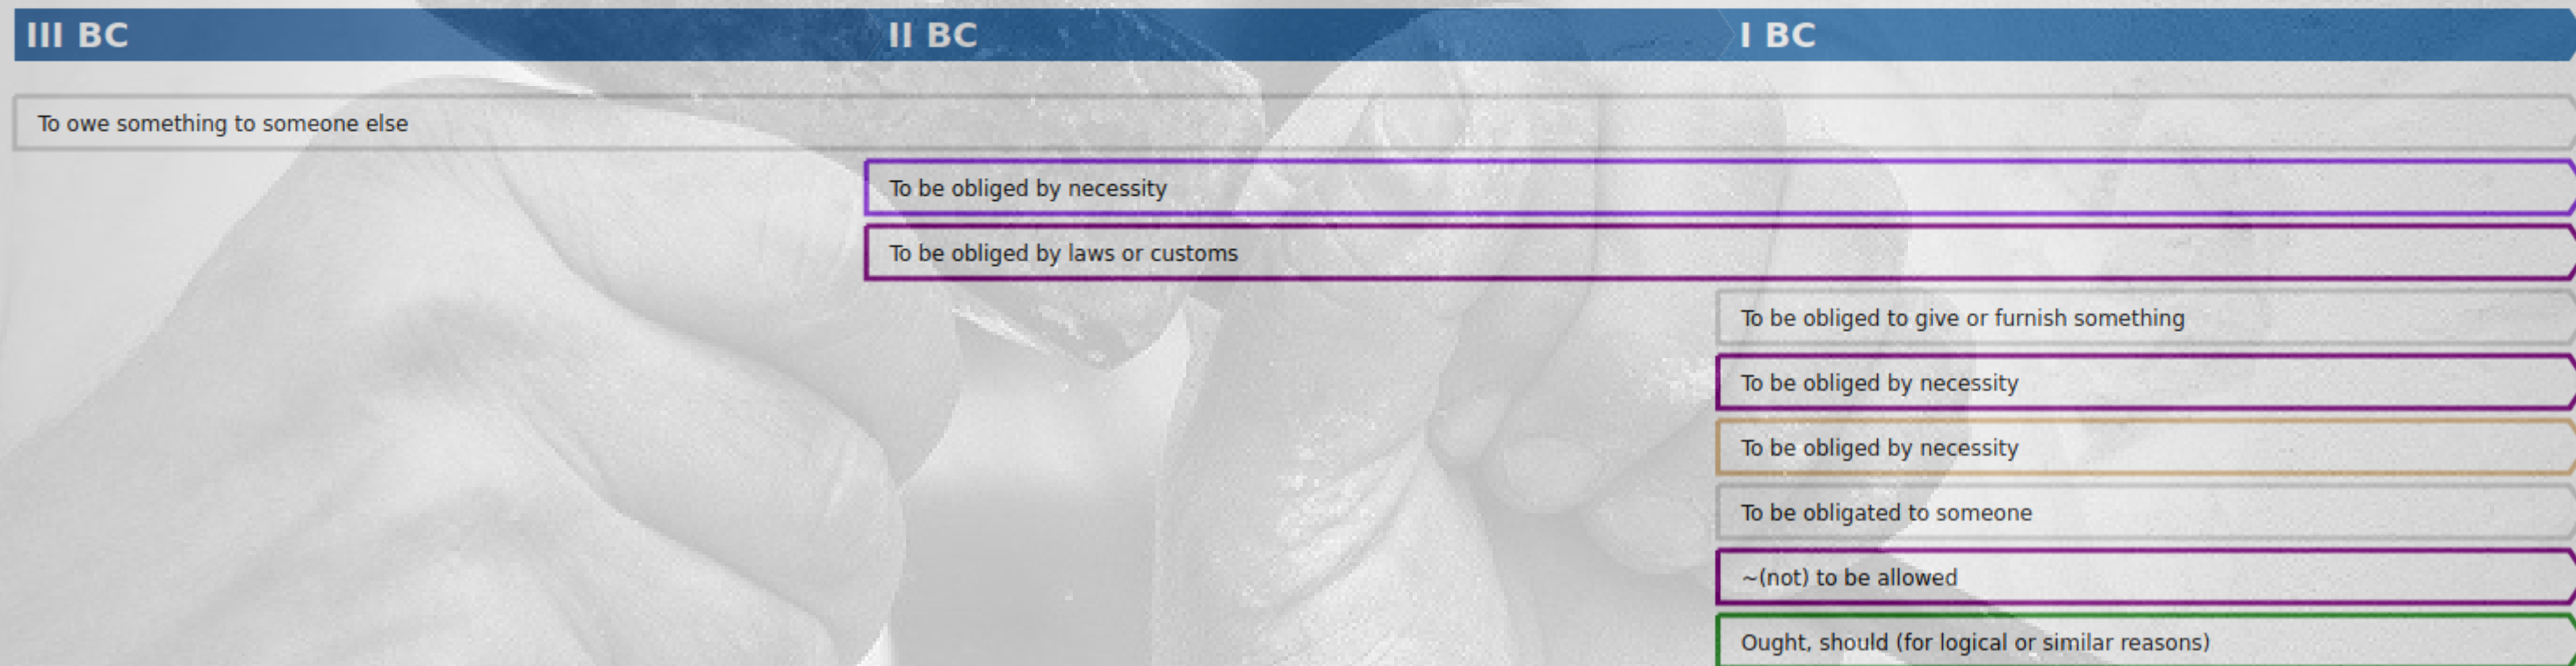 III BC
II BC
I BC
To owe something to someone else
To be obliged by necessity
To be obliged by laws or customs
To be obliged to give or furnish something
To be obliged by necessity
To be obliged by necessity
To be obligated to someone
~(not) to be allowed
Ought, should (for logical or similar reasons)